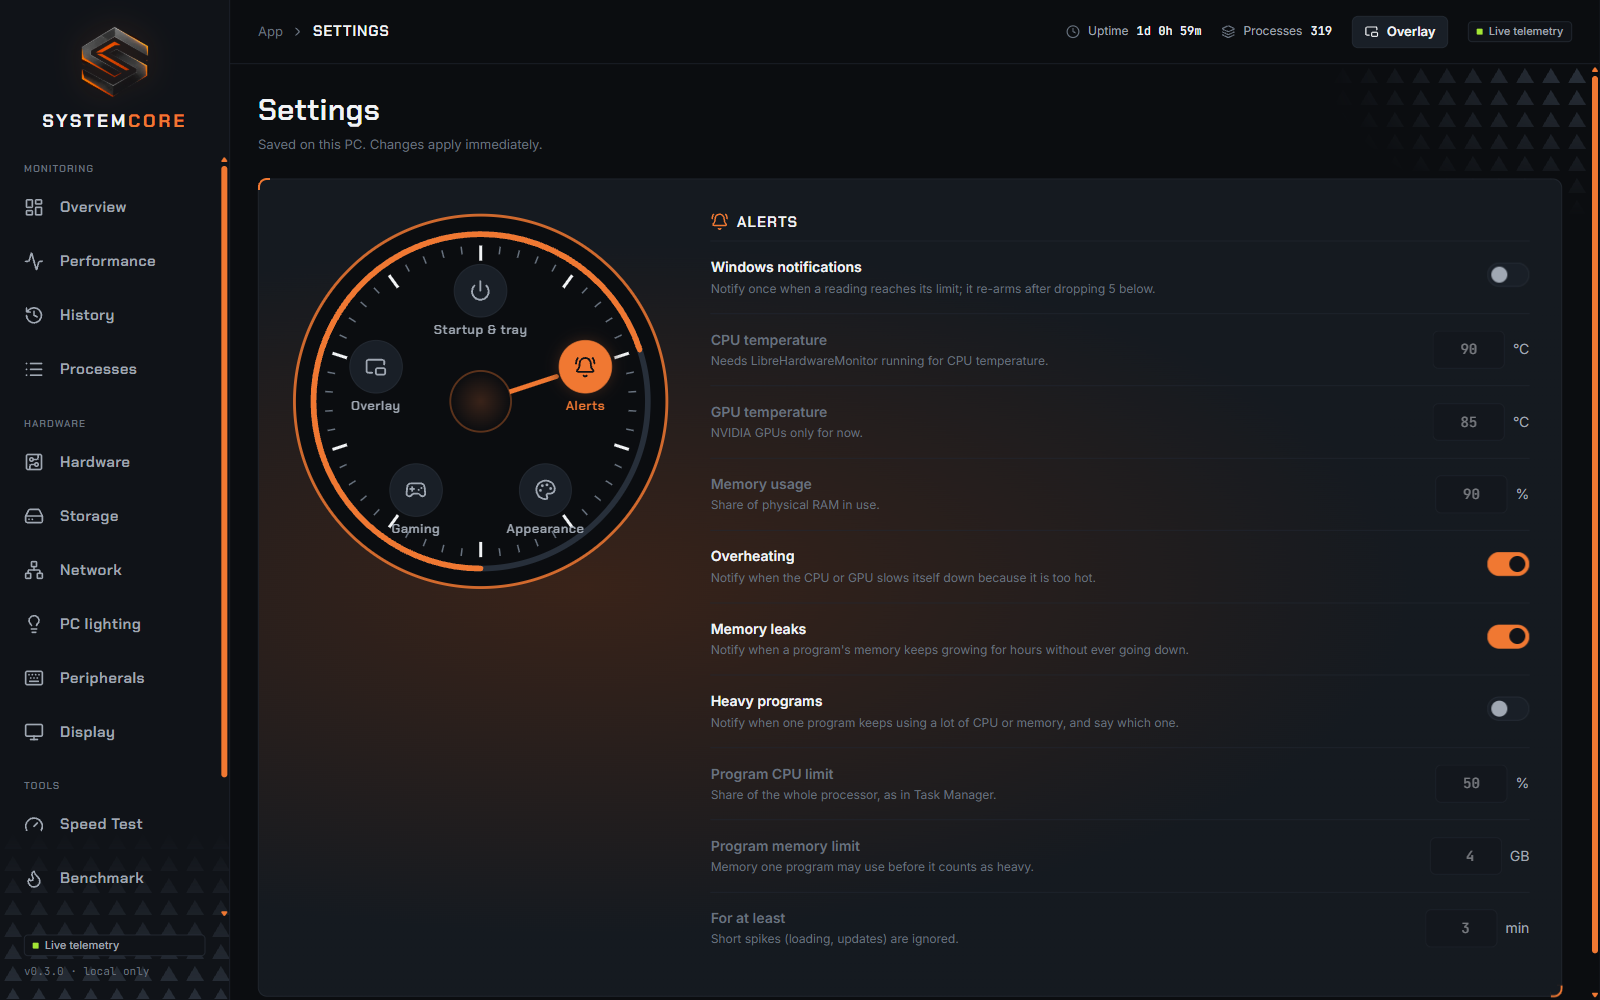 SYSTEMCORE
MONITORING
Overview
Performance
History
Processes
HARDWARE
Hardware
Storage
Network
PC lighting
Peripherals
Display
TOOLS
Speed Test
Benchmark
Live telemetry
v0.3.0 · local only
App > SETTINGS
Uptime 1d 0h 59m
Processes 319
Overlay
Live telemetry
Settings
Saved on this PC. Changes apply immediately.
Startup & tray
Overlay
Alerts
Gaming
Appearance
ALERTS
Windows notifications
Notify once when a reading reaches its limit; it re-arms after dropping 5 below.
CPU temperature
90 °C
Needs LibreHardwareMonitor running for CPU temperature.
GPU temperature
85 °C
NVIDIA GPUs only for now.
Memory usage
90 %
Share of physical RAM in use.
Overheating
Notify when the CPU or GPU slows itself down because it is too hot.
Memory leaks
Notify when a program's memory keeps growing for hours without ever going down.
Heavy programs
Notify when one program keeps using a lot of CPU or memory, and say which one.
Program CPU limit
50 %
Share of the whole processor, as in Task Manager.
Program memory limit
4 GB
Memory one program may use before it counts as heavy.
For at least
3 min
Short spikes (loading, updates) are ignored.